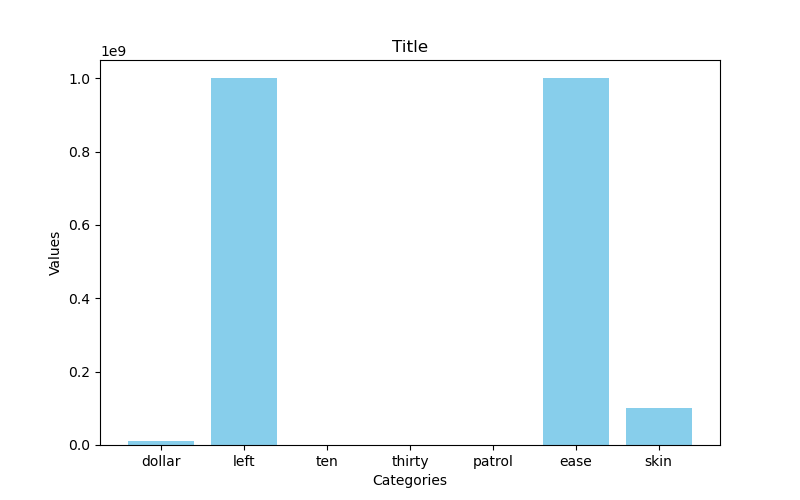 Title
1e9
1.0
0.8
0.6
0.4
0.2
0.0
Values
dollar left ten thirty patrol ease skin
Categories